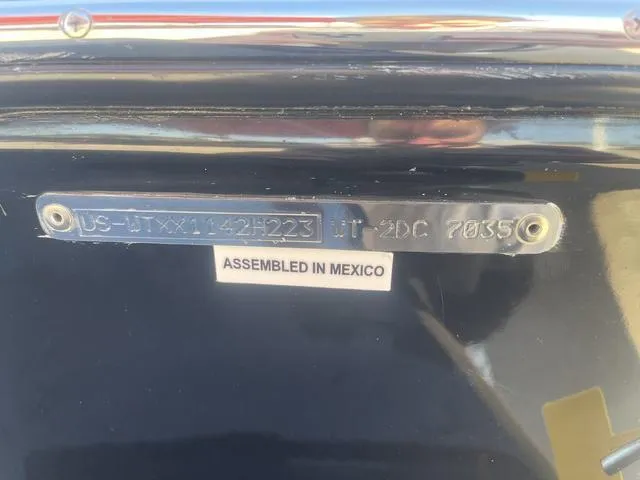 US-WTXX1142H223 WT-2DC 7035
ASSEMBLED IN MEXICO